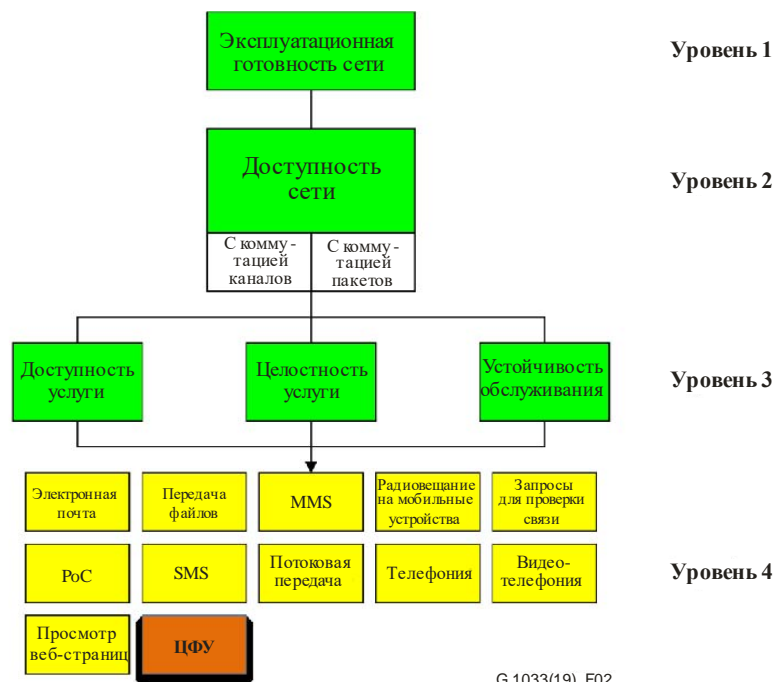 Эксплуатационная
готовность сети
Уровень 1
Доступность
сети
Уровень 2
С комму-
тацией
каналов
С комму-
тацией
пакетов
Доступность
услуги
Целостность
услуги
Устойчивость
обслуживания
Уровень 3
Электронная
почта
Передача
файлов
MMS
Радиовещание
на мобильные
устройства
Запросы
для проверки
связи
PoC
SMS
Потоковая
передача
Телефония
Видео-
телефония
Уровень 4
Просмотр
веб-страниц
ЦФУ
G.1033(19)_F02